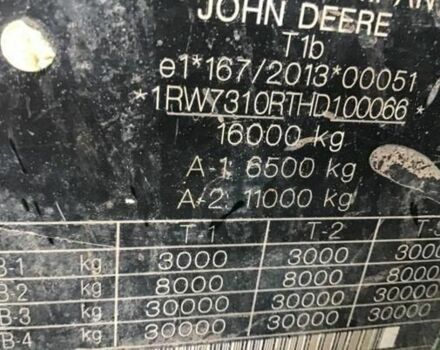 JOHN DEERE
T1b
e1*167/2013*00051
*1RW7310RTHD100066*
16000 kg
A-1: 6500 kg
A-2: 11000 kg
T-1 T-2
B-1 kg 3000 3000 3000
B-2 kg 8000 8000 8000
B-3 kg 30000 30000 30000
B-4 kg 30000 30000 30000